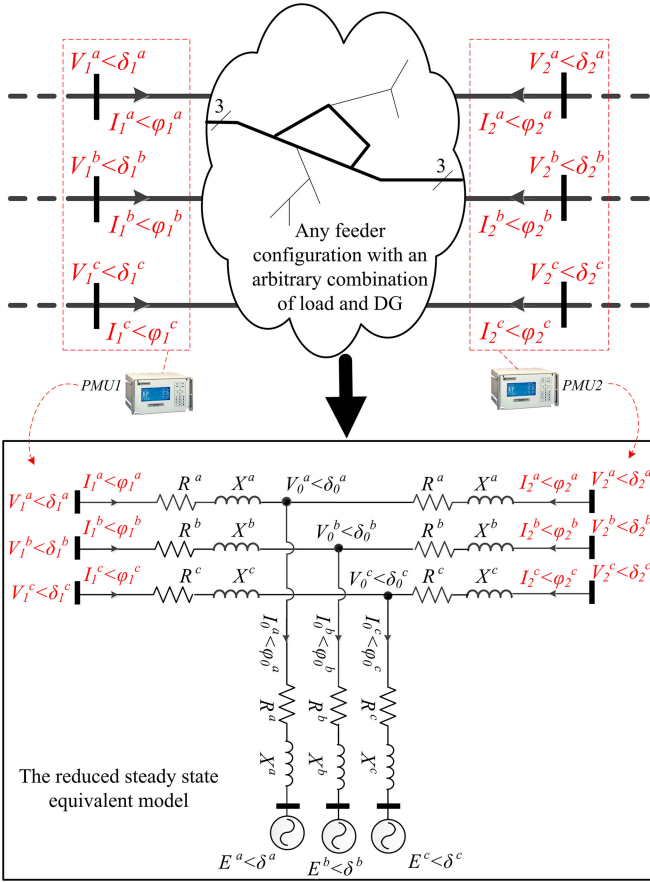 V₁ᵃ<δ₁ᵃ
V₂ᵃ<δ₂ᵃ
I₁ᵃ<φ₁ᵃ
3
I₂ᵃ<φ₂ᵃ
V₁ᵇ<δ₁ᵇ
3
V₂ᵇ<δ₂ᵇ
I₁ᵇ<φ₁ᵇ
I₂ᵇ<φ₂ᵇ
Any feeder
configuration with an
arbitrary combination
of load and DG
V₁ᶜ<δ₁ᶜ
V₂ᶜ<δ₂ᶜ
I₁ᶜ<φ₁ᶜ
I₂ᶜ<φ₂ᶜ
PMU1
PMU2
V₁ᵃ<δ₁ᵃ I₁ᵃ<φ₁ᵃ Rᵃ Xᵃ V₀ᵃ<δ₀ᵃ Rᵃ Xᵃ I₂ᵃ<φ₂ᵃ V₂ᵃ<δ₂ᵃ
V₁ᵇ<δ₁ᵇ I₁ᵇ<φ₁ᵇ Rᵇ Xᵇ V₀ᵇ<δ₀ᵇ Rᵇ Xᵇ I₂ᵇ<φ₂ᵇ V₂ᵇ<δ₂ᵇ
V₁ᶜ<δ₁ᶜ I₁ᶜ<φ₁ᶜ Rᶜ Xᶜ V₀ᶜ<δ₀ᶜ Rᶜ Xᶜ I₂ᶜ<φ₂ᶜ V₂ᶜ<δ₂ᶜ
I₀ᵃ<φ₀ᵃ I₀ᵇ<φ₀ᵇ I₀ᶜ<φ₀ᶜ
Rᵃ Rᵇ Rᶜ
Xᵃ Xᵇ Xᶜ
The reduced steady state
equivalent model
Eᵃ<δᵃ Eᵇ<δᵇ Eᶜ<δᶜ